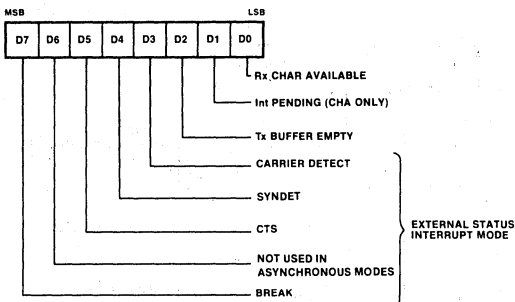 MSB LSB
D7 D6 D5 D4 D3 D2 D1 D0
Rx CHAR AVAILABLE
Int PENDING (CHA ONLY)
Tx BUFFER EMPTY
CARRIER DETECT
SYNDET
CTS
EXTERNAL STATUS
INTERRUPT MODE
NOT USED IN
ASYNCHRONOUS MODES
BREAK